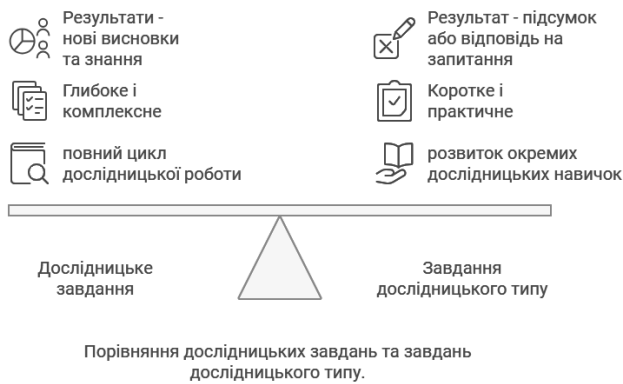 Результати -
нові висновки
та знання
Результат - підсумок
або відповідь на
запитання
Глибоке і
комплексне
Коротке і
практичне
повний цикл
дослідницької роботи
розвиток окремих
дослідницьких навичок
Дослідницьке
завдання
Завдання
дослідницького типу
Порівняння дослідницьких завдань та завдань
дослідницького типу.